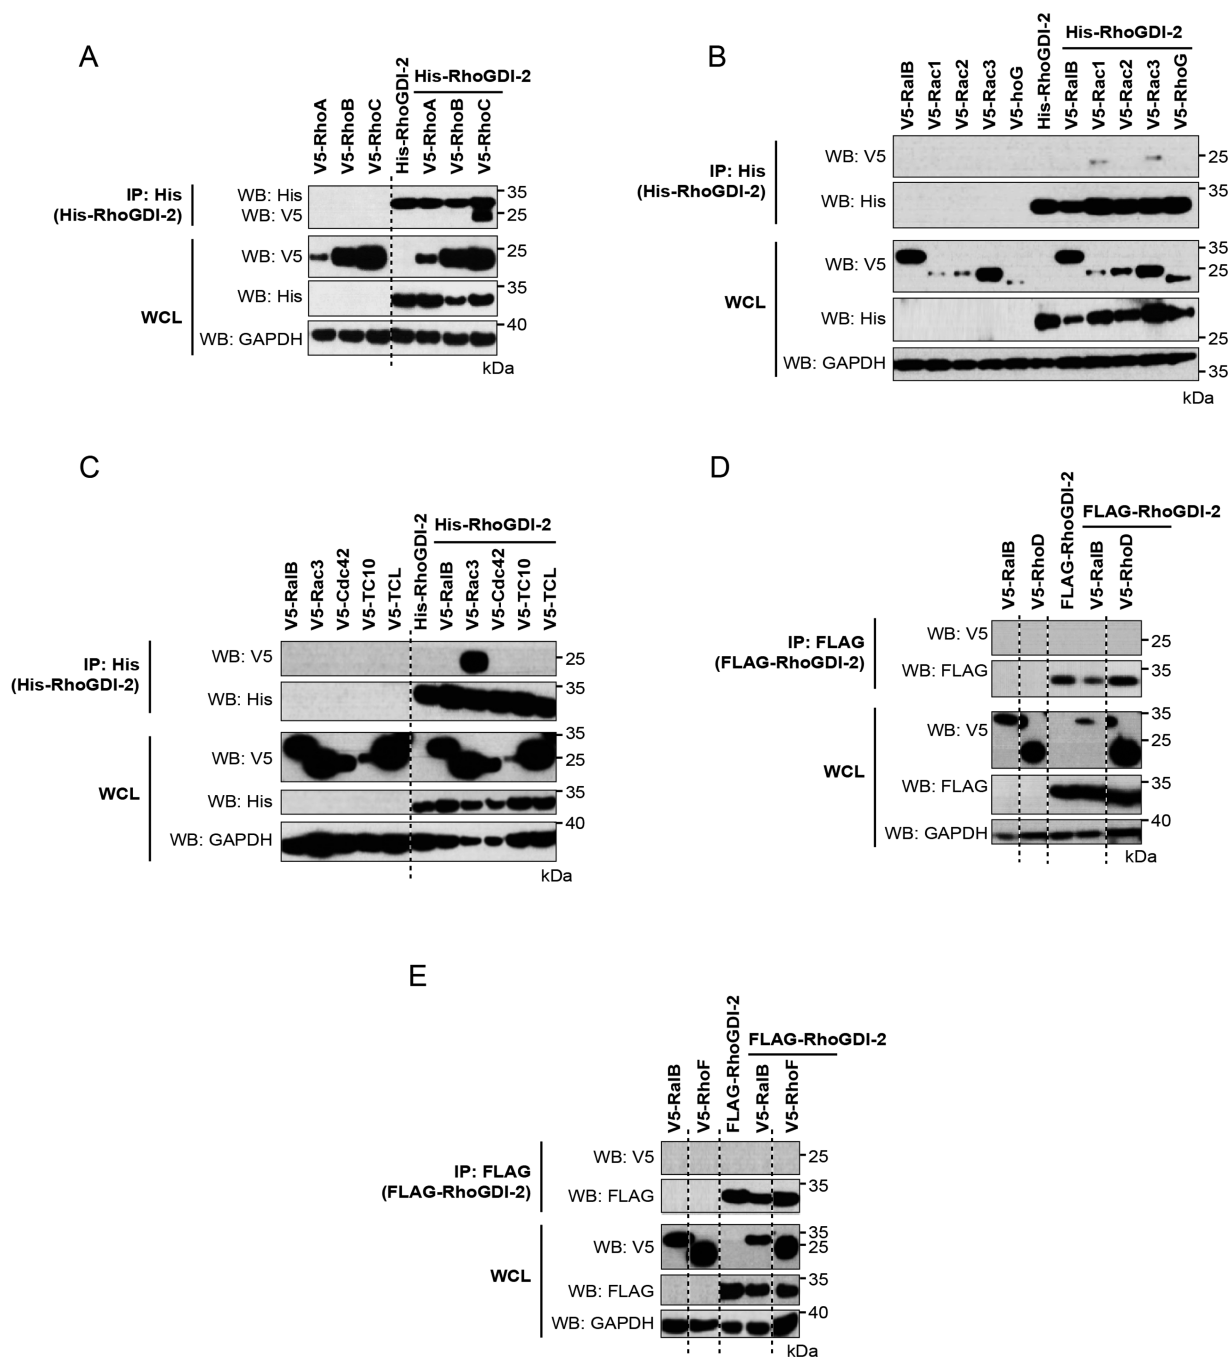 A
His-RhoGDI-2
V5-RhoA
V5-RhoB
V5-RhoC
His-RhoGDI-2
V5-RhoA
V5-RhoB
V5-RhoC
IP: His
(His-RhoGDI-2)
WB: His
WB: V5
35
25
WCL
WB: V5
25
WB: His
35
WB: GAPDH
40
kDa
B
His-RhoGDI-2
V5-RalB
V5-Rac1
V5-Rac2
V5-Rac3
V5-hoG
His-RhoGDI-2
V5-RalB
V5-Rac1
V5-Rac2
V5-Rac3
V5-RhoG
IP: His
(His-RhoGDI-2)
WB: V5
25
WB: His
35
WCL
WB: V5
35
25
WB: His
25
WB: GAPDH
35
kDa
C
His-RhoGDI-2
V5-RalB
V5-Rac3
V5-Cdc42
V5-TC10
V5-TCL
His-RhoGDI-2
V5-RalB
V5-Rac3
V5-Cdc42
V5-TC10
V5-TCL
IP: His
(His-RhoGDI-2)
WB: V5
25
WB: His
35
WCL
WB: V5
35
25
WB: His
35
WB: GAPDH
40
kDa
D
FLAG-RhoGDI-2
V5-RalB
V5-RhoD
FLAG-RhoGDI-2
V5-RalB
V5-RhoD
IP: FLAG
(FLAG-RhoGDI-2)
WB: V5
25
WB: FLAG
35
WCL
WB: V5
35
25
WB: FLAG
35
WB: GAPDH
40
kDa
E
FLAG-RhoGDI-2
V5-RalB
V5-RhoF
FLAG-RhoGDI-2
V5-RalB
V5-RhoF
IP: FLAG
(FLAG-RhoGDI-2)
WB: V5
25
WB: FLAG
35
WCL
WB: V5
35
25
WB: FLAG
35
WB: GAPDH
40
kDa